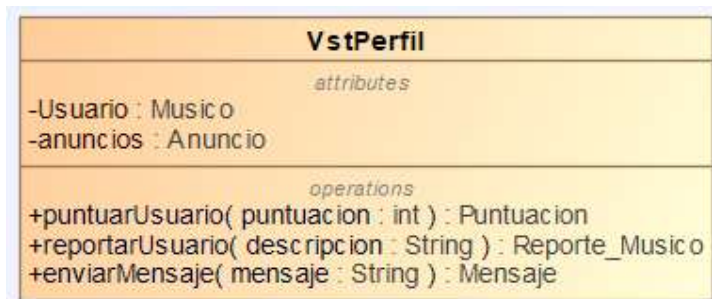 VstPerfil
attributes
-Usuario : Musico
-anuncios : Anuncio
operations
+puntuarUsuario( puntuacion : int ) : Puntuacion
+reportarUsuario( descripcion : String ) : Reporte_Musico
+enviarMensaje( mensaje : String ) : Mensaje